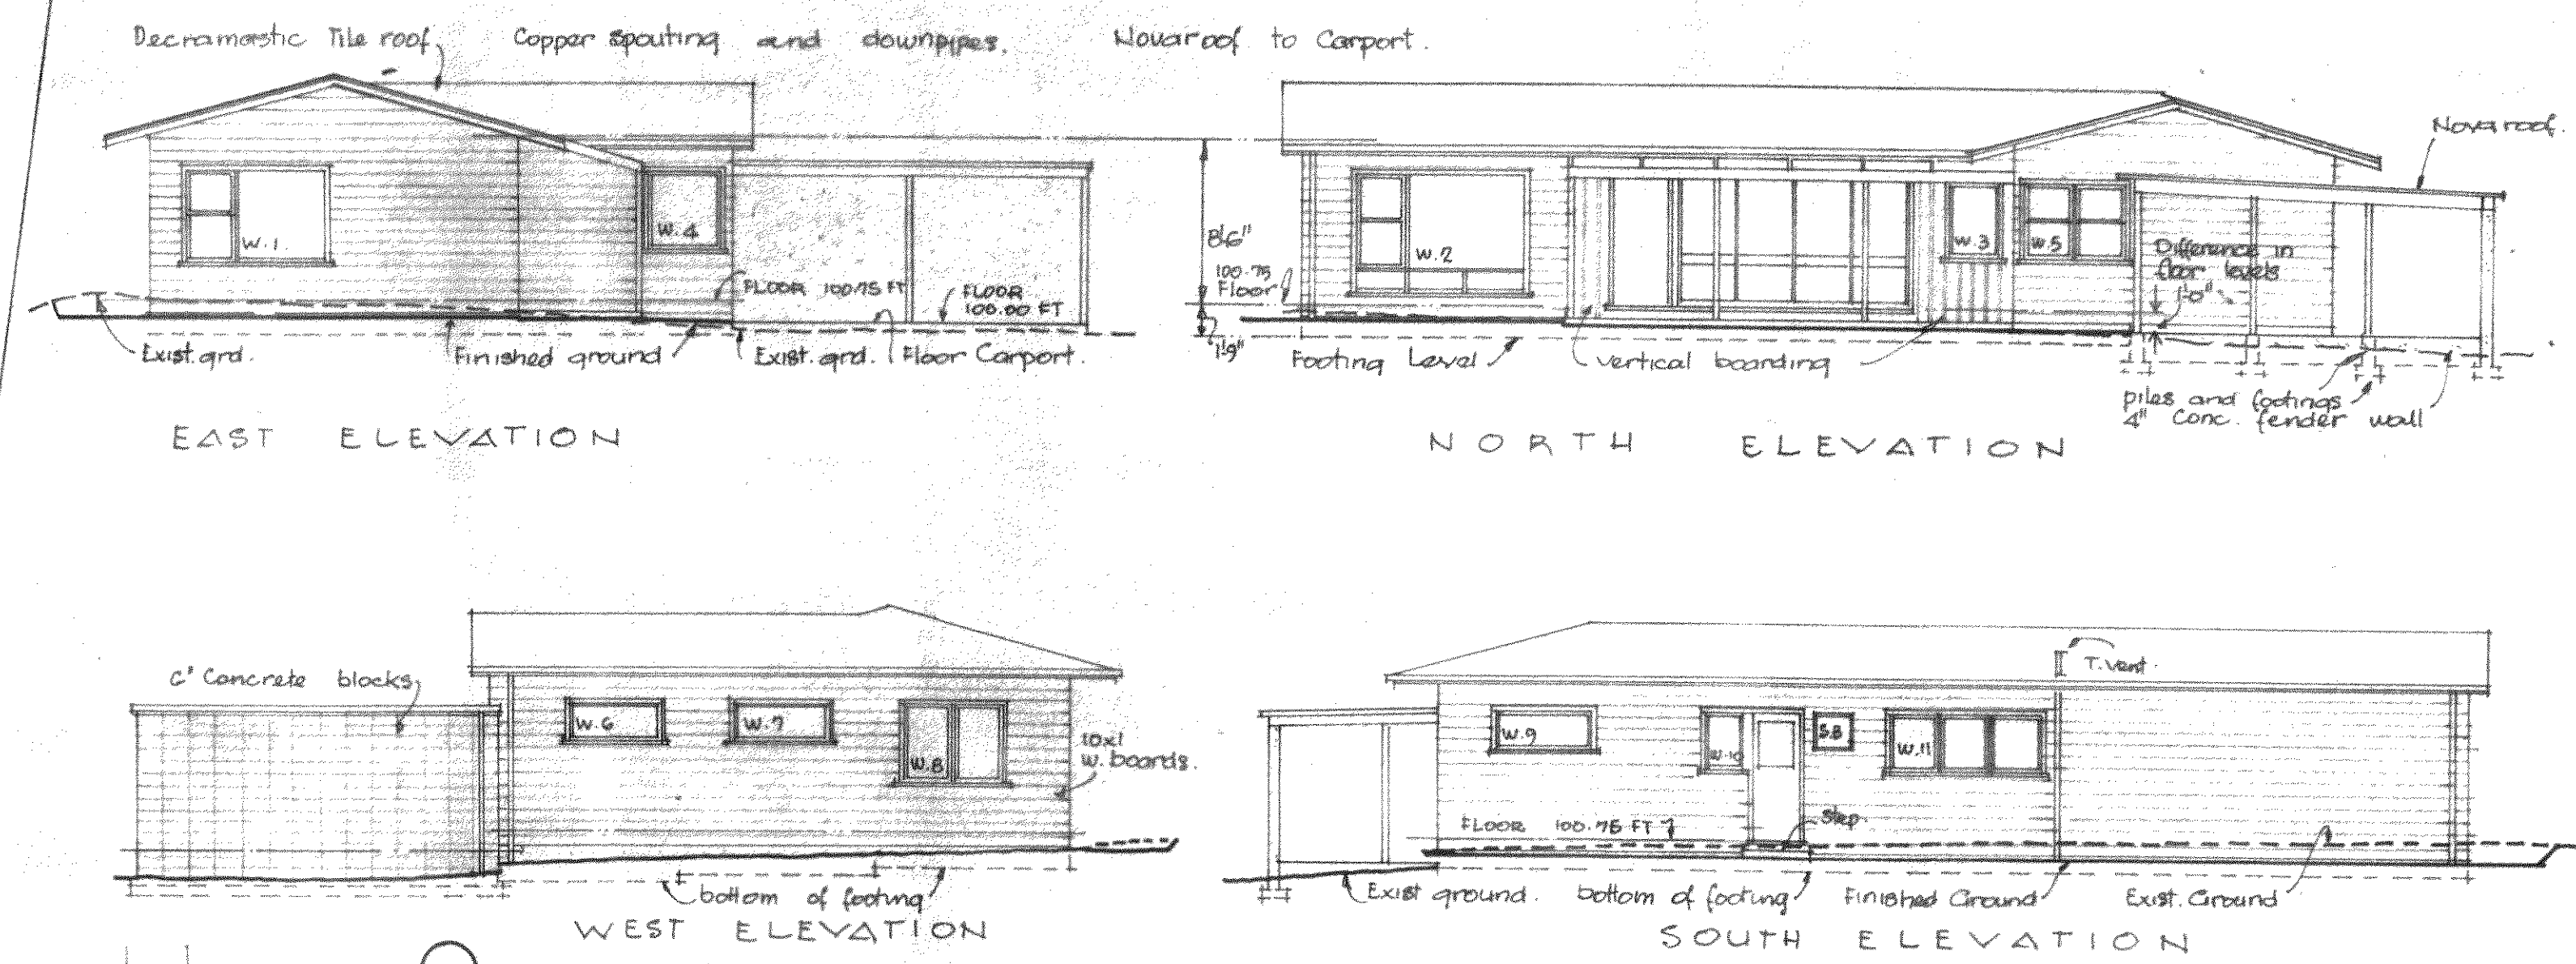 Decramastic Tile roof, Copper spouting and downpipes. Novaroof to Carport.
Novaroof.
W.1.
W.4
FLOOR 100.75 FT
FLOOR
100.00 FT
Exist. grd.
Finished ground
Exist. grd.
Floor Carport.
EAST ELEVATION
8'6"
100.75
Floor
1'9"
W.2
W.3
W.5
Difference in
floor levels
1'-0"
Footing Level
vertical boarding
piles and footings
4" conc. fender wall
NORTH ELEVATION
6" Concrete blocks.
W.6
W.7
W.8
10x1
w. boards.
bottom of footing
WEST ELEVATION
T. vent.
W.9
W.10
S.B
W.11
FLOOR 100.75 FT
Step.
Exist ground.
bottom of footing
Finished Ground
Exist. Ground
SOUTH ELEVATION